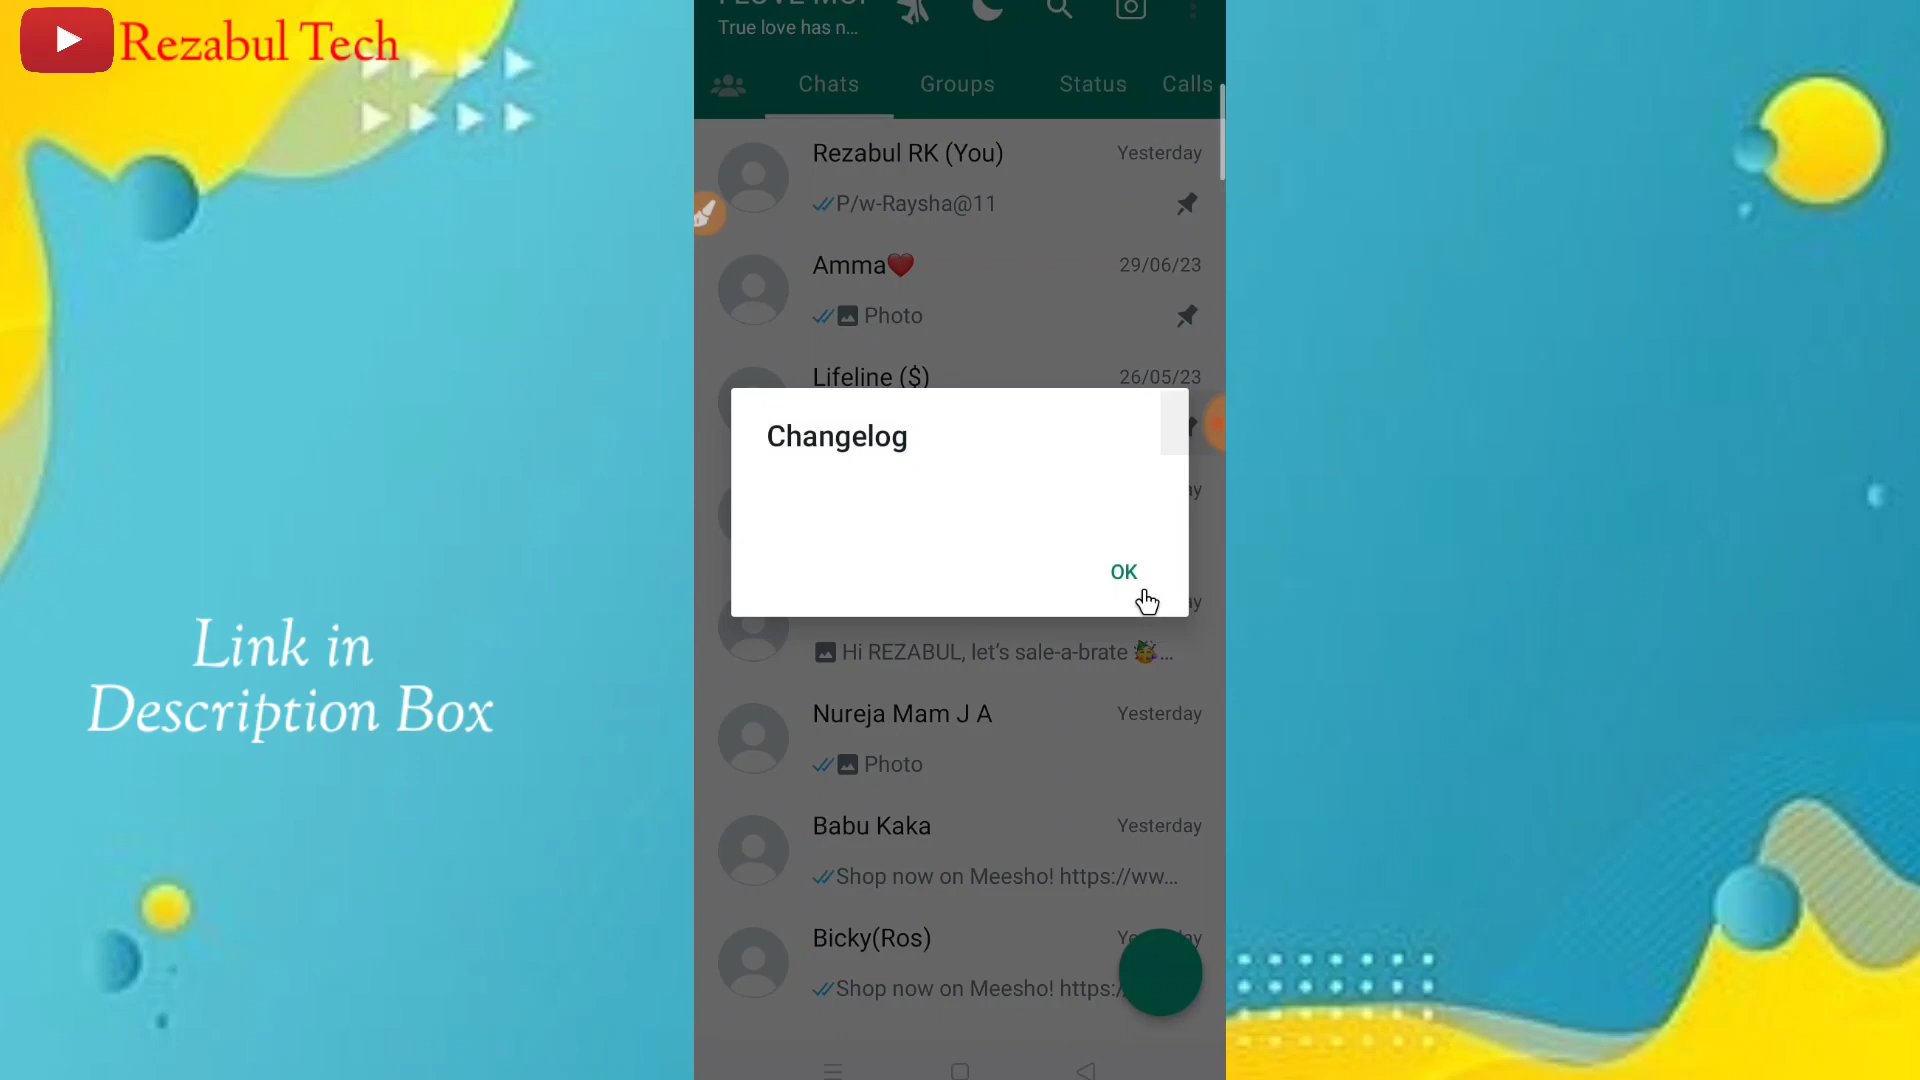 Rezabul Tech
True love has n...
Chats Groups Status Calls
Rezabul RK (You) Yesterday
P/w-Raysha@11
Amma❤️ 29/06/23
Photo
Lifeline ($) 26/05/23
Changelog
OK
Hi REZABUL, let's sale-a-brate 🥳...
Nureja Mam J A Yesterday
Photo
Babu Kaka Yesterday
Shop now on Meesho! https://ww...
Bicky(Ros)
Shop now on Meesho! https:/
Link in
Description Box